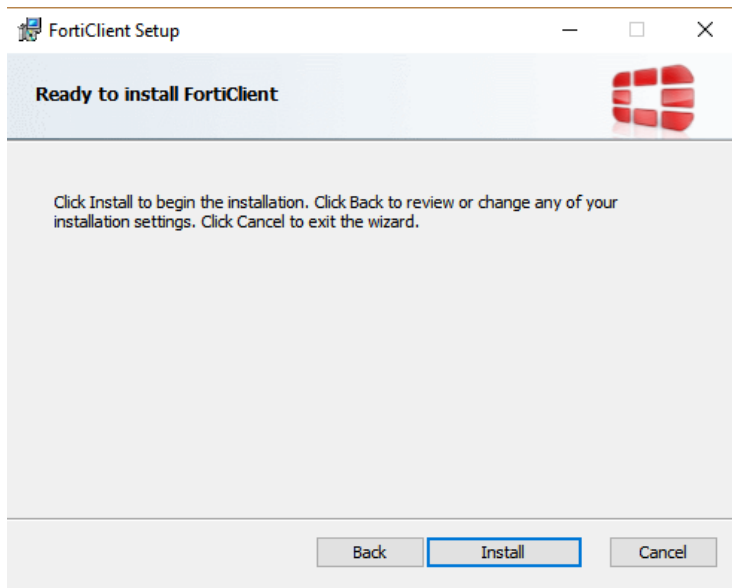 FortiClient Setup
Ready to install FortiClient
Click Install to begin the installation. Click Back to review or change any of your
installation settings. Click Cancel to exit the wizard.
Back Install Cancel